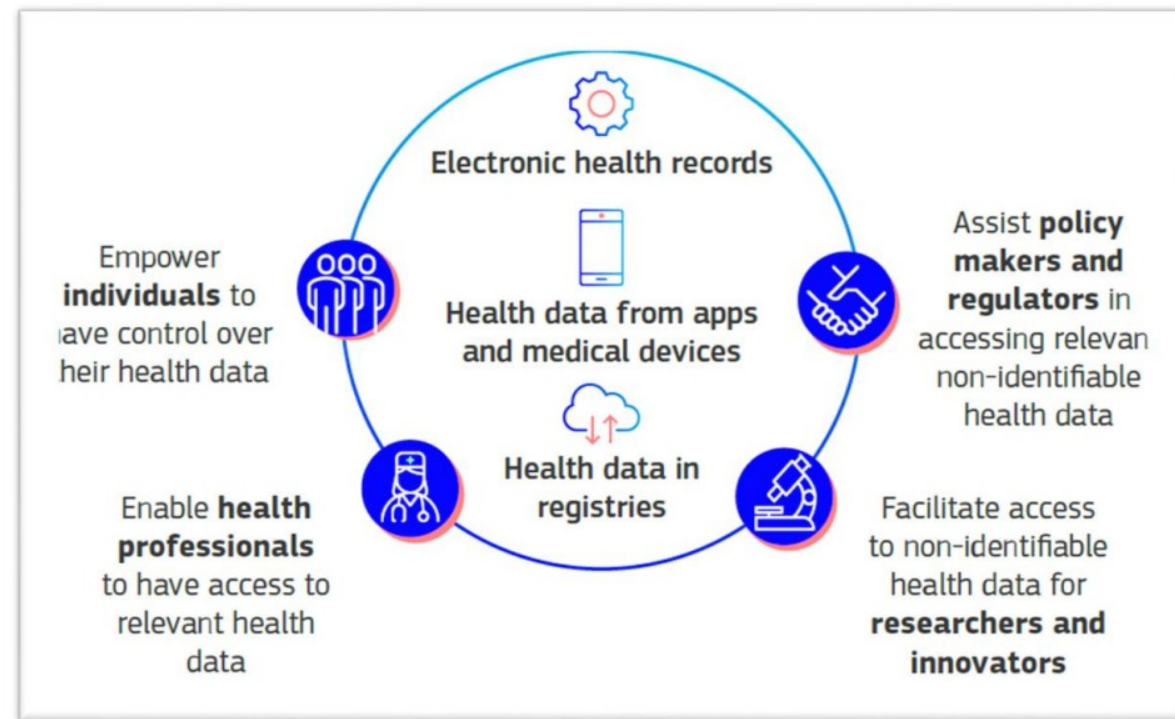 Electronic health records
Health data from apps
and medical devices
Health data in
registries
Empower
individuals to
ave control over
heir health data
Enable health
professionals
to have access to
relevant health
data
Assist policy
makers and
regulators in
accessing relevan
non-identifiable
health data
Facilitate access
to non-identifiable
health data for
researchers and
innovators